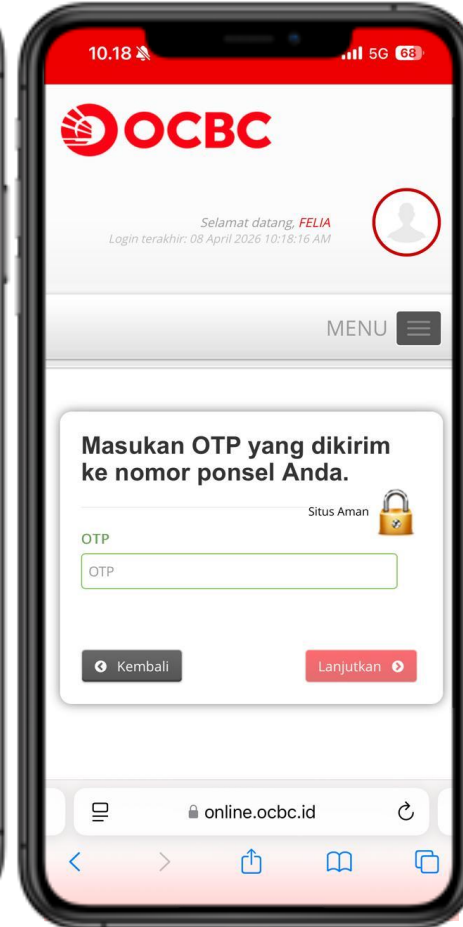 10.18
5G 68
OCBC
Selamat datang, FELIA
Login terakhir: 08 April 2026 10:18:16 AM
MENU
Masukan OTP yang dikirim
ke nomor ponsel Anda.
Situs Aman
OTP
OTP
Kembali
Lanjutkan
online.ocbc.id